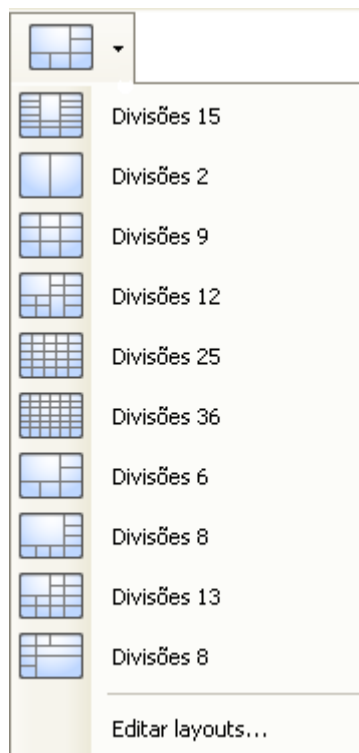 Divisões 15
Divisões 2
Divisões 9
Divisões 12
Divisões 25
Divisões 36
Divisões 6
Divisões 8
Divisões 13
Divisões 8
Editar layouts...